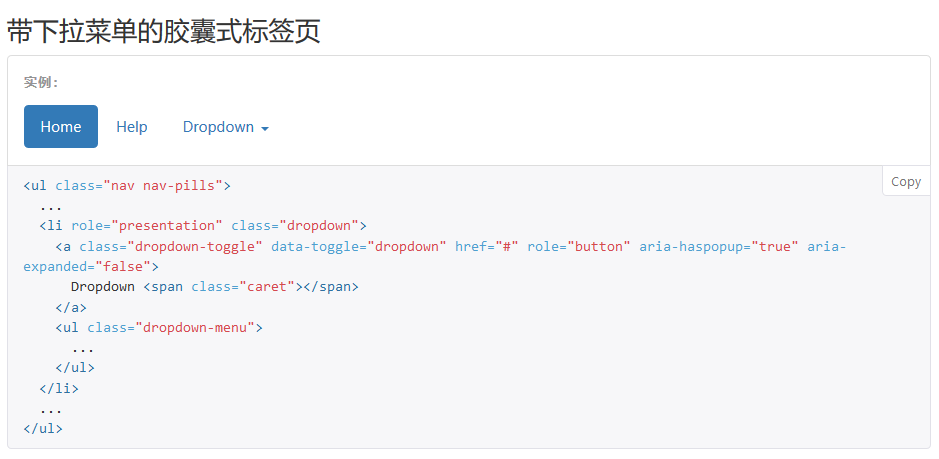 带下拉菜单的胶囊式标签页
实例：
Home Help Dropdown
Copy
<ul class="nav nav-pills">
  ...
  <li role="presentation" class="dropdown">
    <a class="dropdown-toggle" data-toggle="dropdown" href="#" role="button" aria-haspopup="true" aria-
expanded="false">
      Dropdown <span class="caret"></span>
    </a>
    <ul class="dropdown-menu">
      ...
    </ul>
  </li>
  ...
</ul>